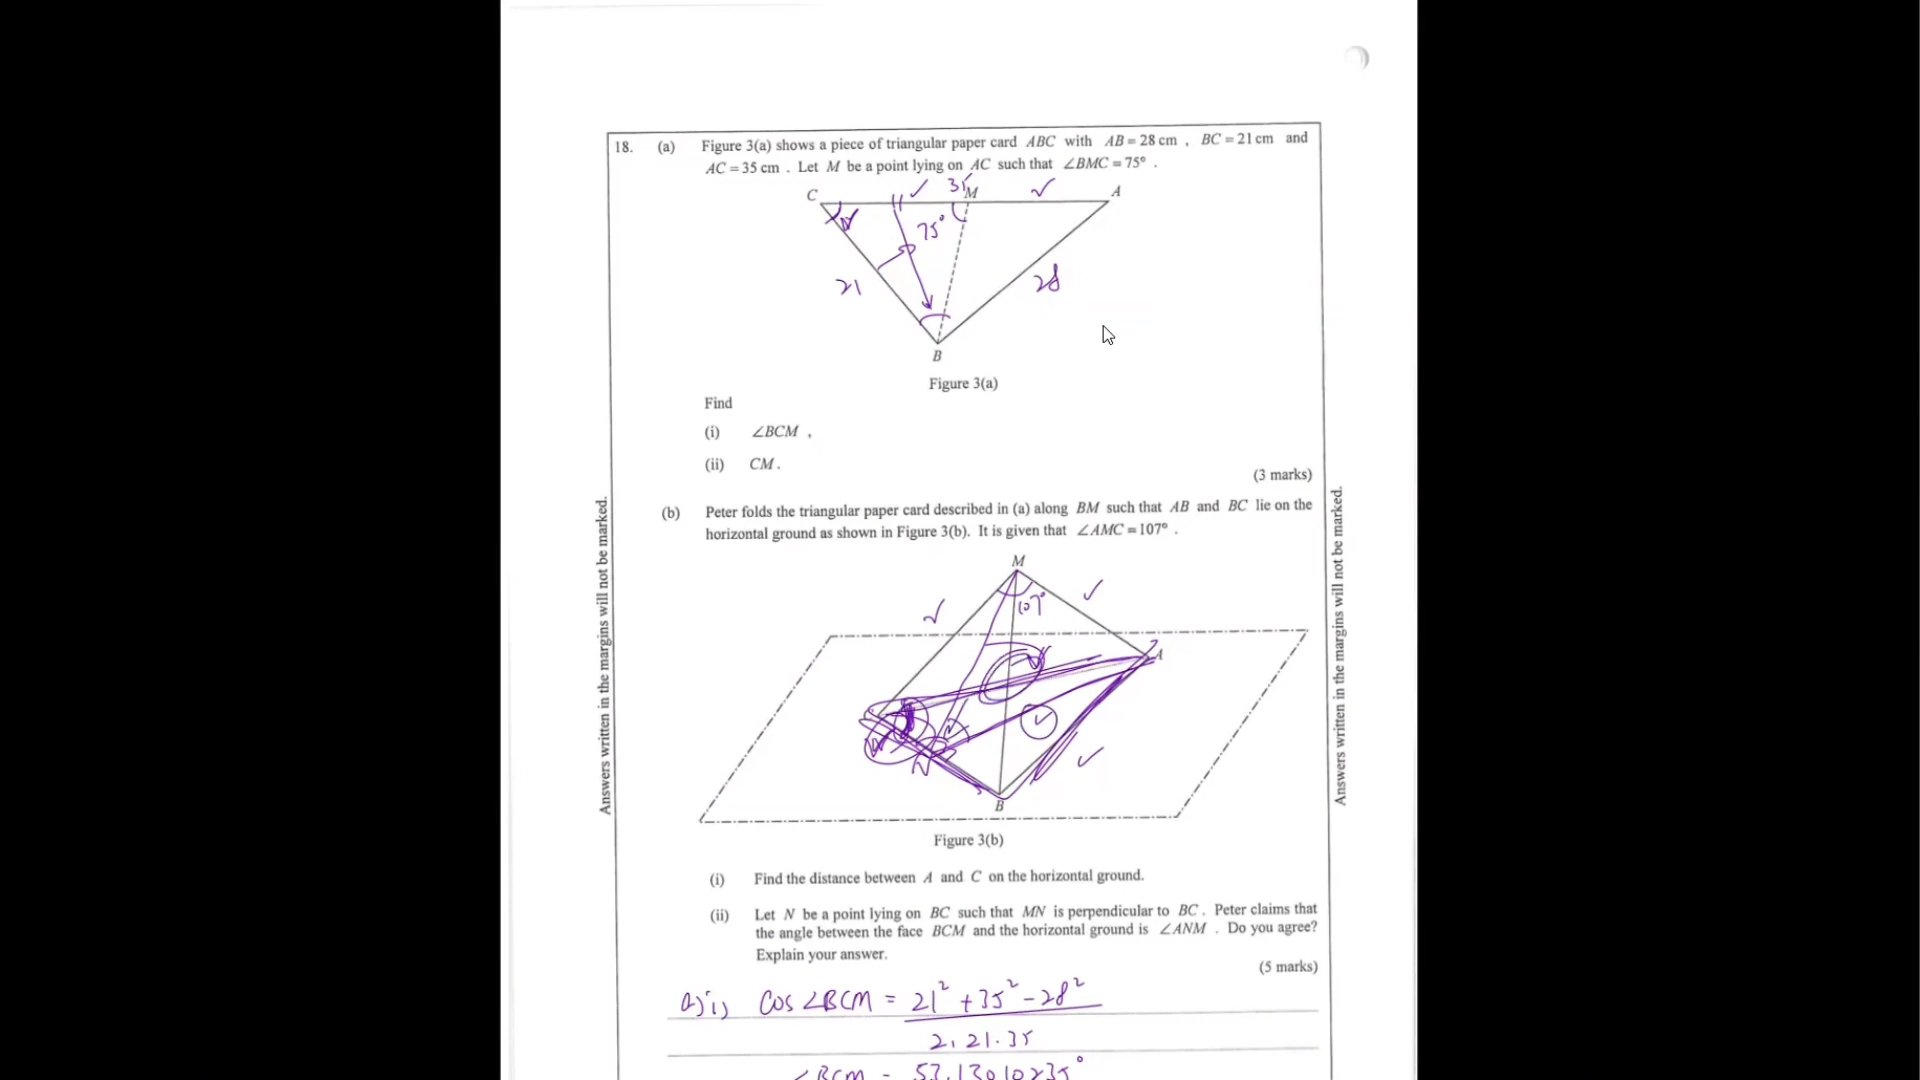 18. (a) Figure 3(a) shows a piece of triangular paper card ABC with AB = 28 cm , BC = 21 cm and
AC = 35 cm . Let M be a point lying on AC such that ∠BMC = 75° .
C 35 M A
75°
21 28
B
Figure 3(a)
Find
(i) ∠BCM ,
(ii) CM .
(3 marks)
(b) Peter folds the triangular paper card described in (a) along BM such that AB and BC lie on the
horizontal ground as shown in Figure 3(b). It is given that ∠AMC = 107° .
M
107°
A
N
B
Figure 3(b)
(i) Find the distance between A and C on the horizontal ground.
(ii) Let N be a point lying on BC such that MN is perpendicular to BC . Peter claims that
the angle between the face BCM and the horizontal ground is ∠ANM . Do you agree?
Explain your answer.
(5 marks)
Answers written in the margins will not be marked.
Answers written in the margins will not be marked.
a)i) Cos ∠BCM = 21² + 35² - 28²
2. 21. 35
∠BCM = 53.13010235°